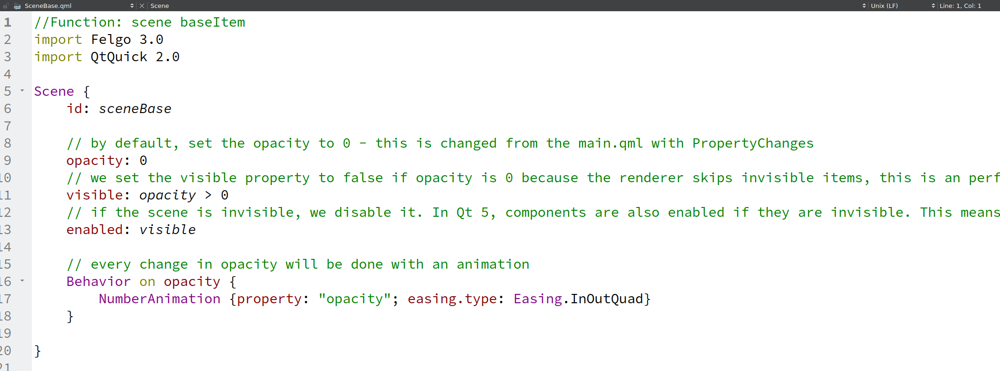 SceneBase.qml Scene Unix (LF) Line: 1, Col: 1
1 //Function: scene baseItem
2 import Felgo 3.0
3 import QtQuick 2.0
4
5 Scene {
6 id: sceneBase
7
8 // by default, set the opacity to 0 - this is changed from the main.qml with PropertyChanges
9 opacity: 0
10 // we set the visible property to false if opacity is 0 because the renderer skips invisible items, this is an perf
11 visible: opacity > 0
12 // if the scene is invisible, we disable it. In Qt 5, components are also enabled if they are invisible. This means
13 enabled: visible
14
15 // every change in opacity will be done with an animation
16 Behavior on opacity {
17 NumberAnimation {property: "opacity"; easing.type: Easing.InOutQuad}
18 }
19
20 }
21